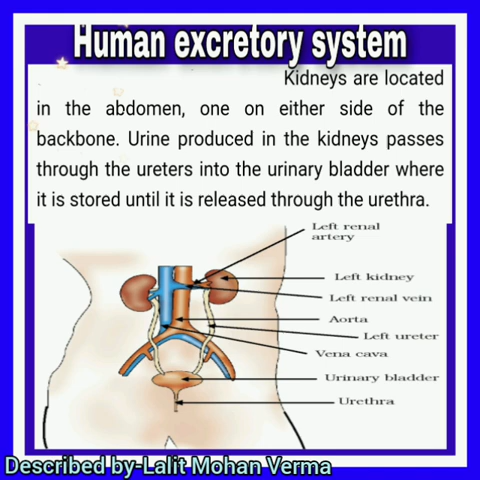 Human excretory system
Kidneys are located
in the abdomen, one on either side of the
backbone. Urine produced in the kidneys passes
through the ureters into the urinary bladder where
it is stored until it is released through the urethra.
Left renal
artery
Left kidney
Left renal vein
Aorta
Left ureter
Vena cava
Urinary bladder
Urethra
Described by-Lalit Mohan Verma